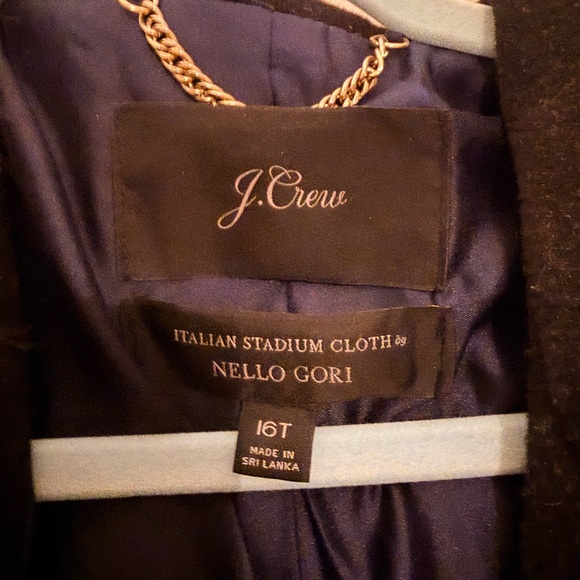 J.Crew
ITALIAN STADIUM CLOTH by
NELLO GORI
16T
MADE IN
SRI LANKA